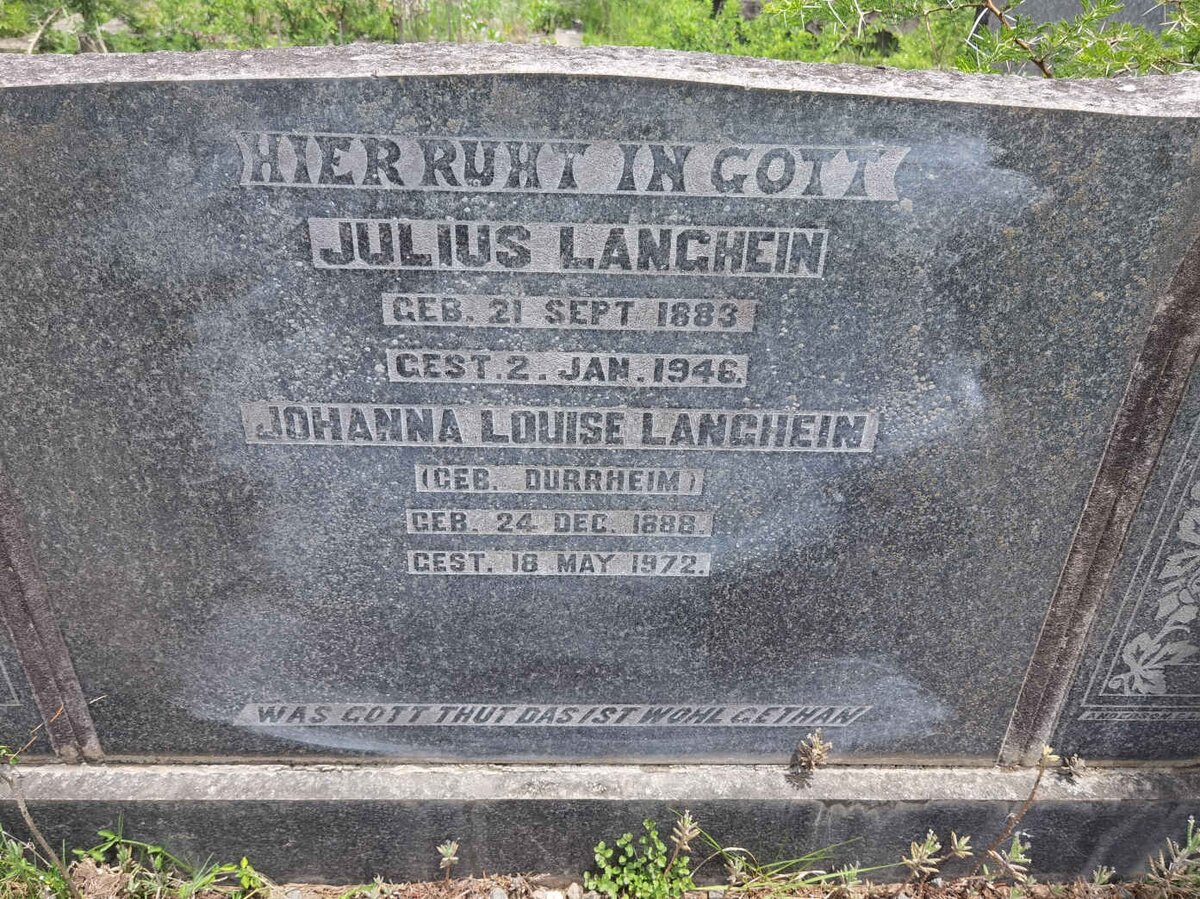 HIER RUHT IN GOTT
JULIUS LANGHEIN
GEB. 21 SEPT 1883
GEST. 2. JAN. 1946.
JOHANNA LOUISE LANGHEIN
(GEB. DURRHEIM)
GEB. 24 DEC. 1888.
GEST. 18 MAY 1972.
WAS GOTT THUT DAS IST WOHL GETHAN
ANDERSON